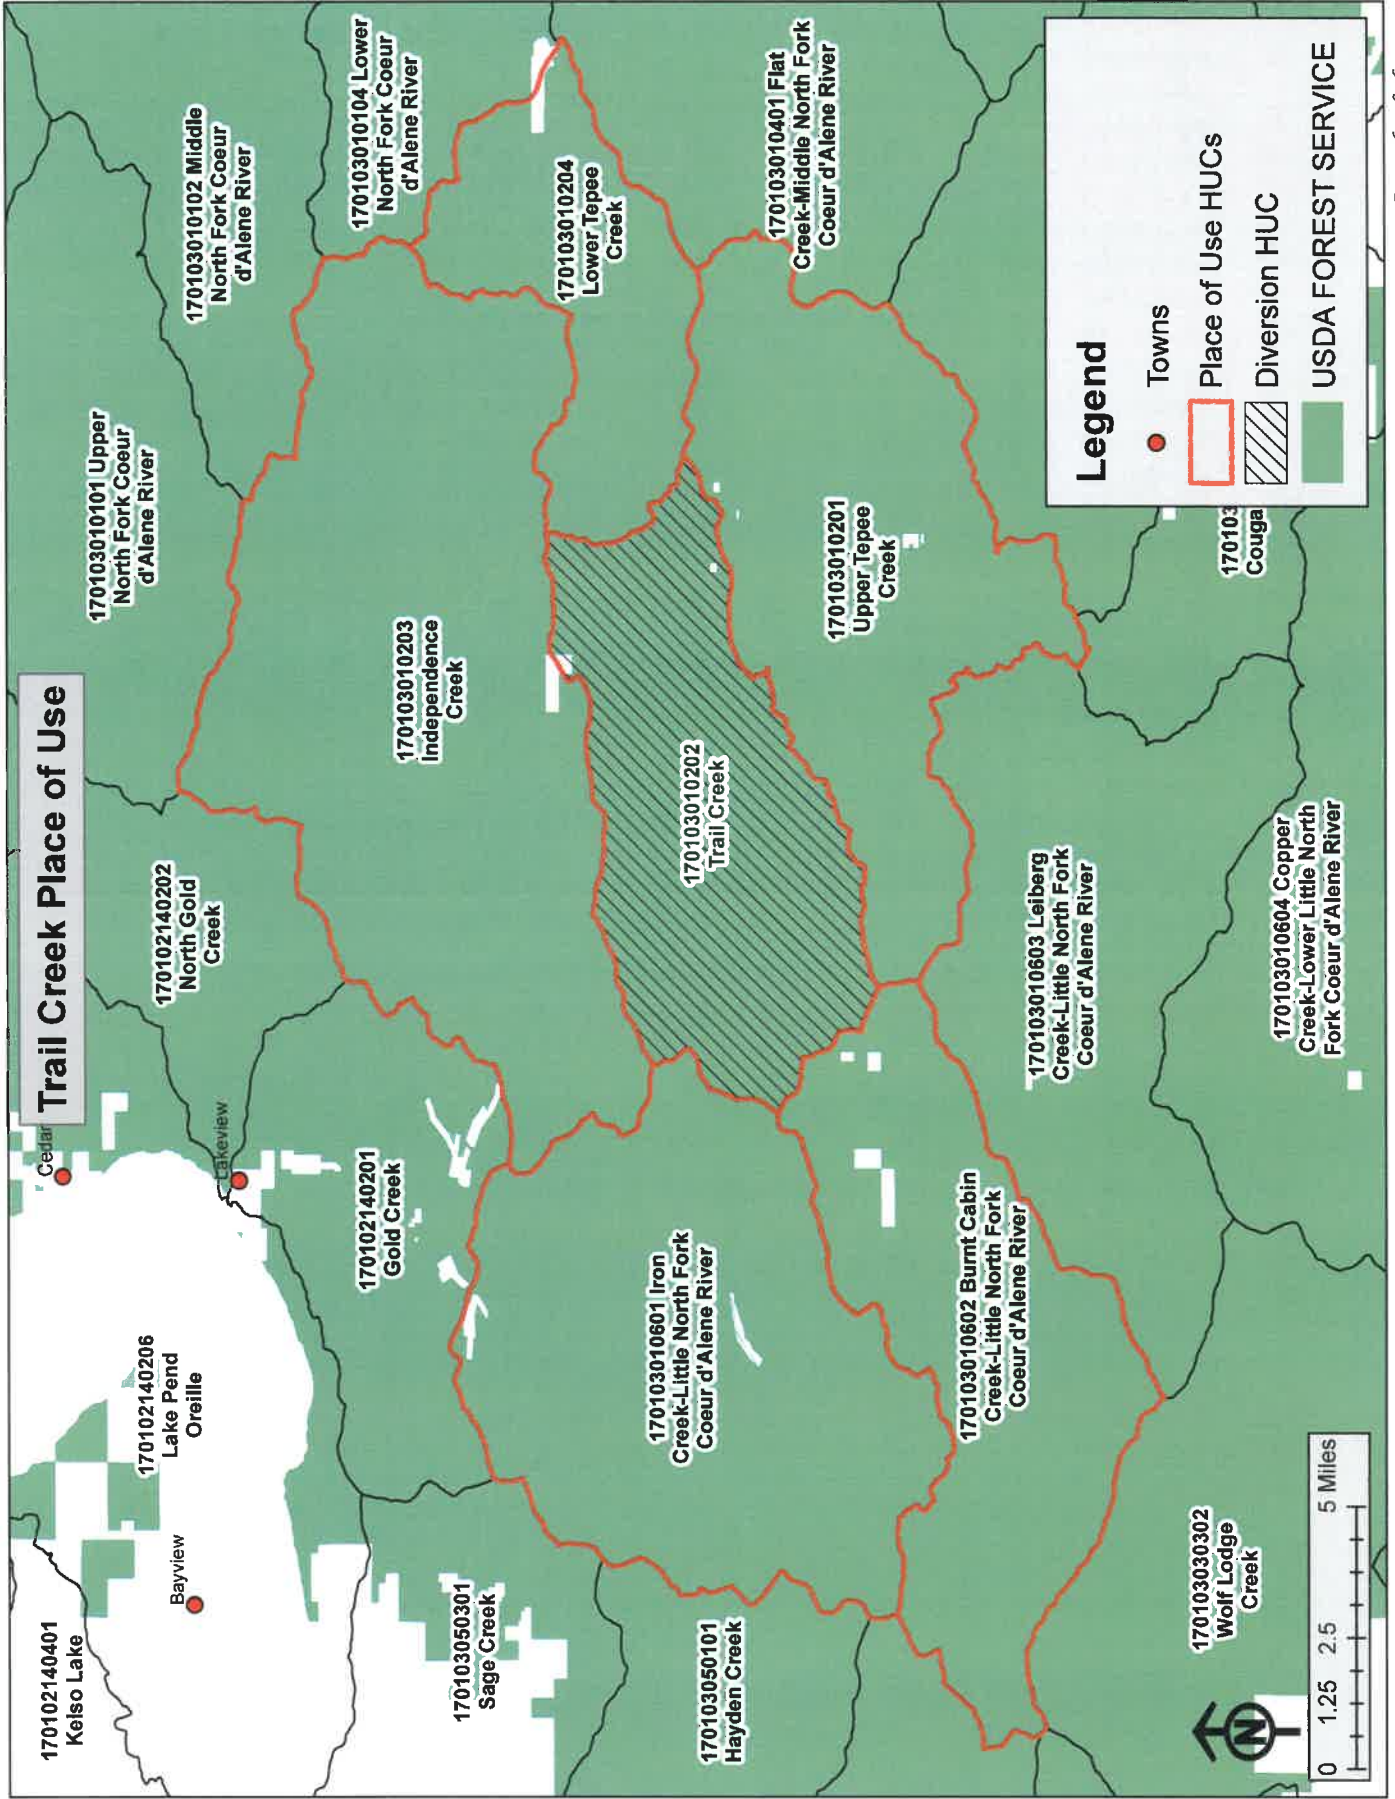 Trail Creek Place of Use
170102140401
Kelso Lake
Bayview
170102140206
Lake Pend
Oreille
Cedar
Lakeview
170102140202
North Gold
Creek
170103010101 Upper
North Fork Coeur
d'Alene River
170103010102 Middle
North Fork Coeur
d'Alene River
170103010104 Lower
North Fork Coeur
d'Alene River
170102140201
Gold Creek
170103010203
Independence
Creek
170103050301
Sage Creek
170103010204
Lower Tepee
Creek
170103050101
Hayden Creek
170103010601 Iron
Creek-Little North Fork
Coeur d'Alene River
170103010202
Trail Creek
170103010401 Flat
Creek-Middle North Fork
Coeur d'Alene River
170103010201
Upper Tepee
Creek
170103010602 Burnt Cabin
Creek-Little North Fork
Coeur d'Alene River
170103010603 Leiberg
Creek-Little North Fork
Coeur d'Alene River
170103030302
Wolf Lodge
Creek
170103010604 Copper
Creek-Lower Little North
Fork Coeur d'Alene River
170103
Couga
Legend
Towns
Place of Use HUCs
Diversion HUC
USDA FOREST SERVICE
N
0 1.25 2.5 5 Miles